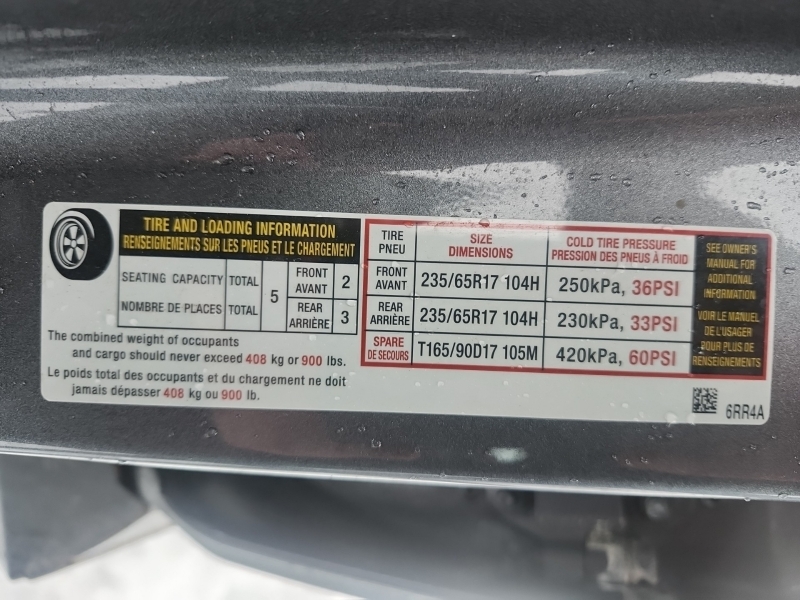 TIRE AND LOADING INFORMATION
RENSEIGNEMENTS SUR LES PNEUS ET LE CHARGEMENT
SEATING CAPACITY TOTAL 5 FRONT AVANT 2
NOMBRE DE PLACES TOTAL REAR ARRIÈRE 3
The combined weight of occupants
and cargo should never exceed 408 kg or 900 lbs.
Le poids total des occupants et du chargement ne doit
jamais dépasser 408 kg ou 900 lb.
TIRE PNEU SIZE DIMENSIONS COLD TIRE PRESSURE PRESSION DES PNEUS À FROID
FRONT AVANT 235/65R17 104H 250kPa, 36PSI
REAR ARRIÈRE 235/65R17 104H 230kPa, 33PSI
SPARE DE SECOURS T165/90D17 105M 420kPa, 60PSI
SEE OWNER'S
MANUAL FOR
ADDITIONAL
INFORMATION
VOIR LE MANUEL
DE L'USAGER
POUR PLUS DE
RENSEIGNEMENTS
6RR4A